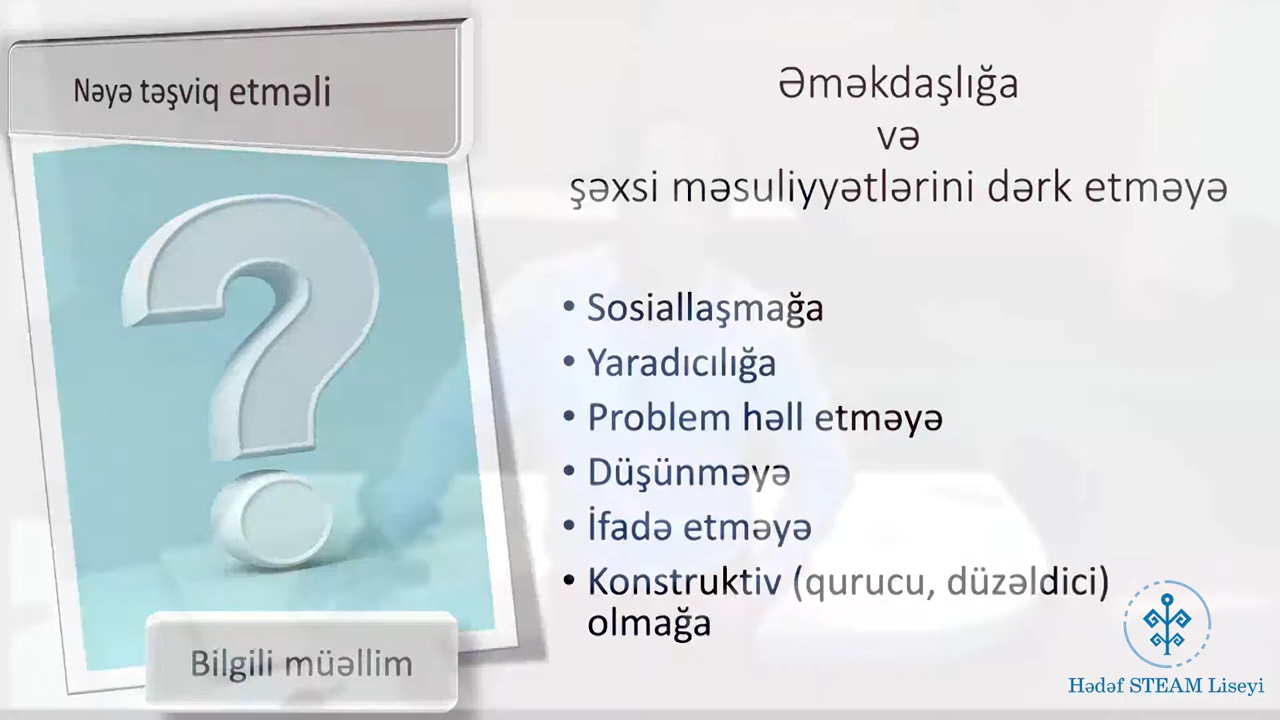 Nəyə təşviq etməli
Əməkdaşlığa
və
şəxsi məsuliyyətlərini dərk etməyə
• Sosiallaşmağa
• Yaradıcılığa
• Problem həll etməyə
• Düşünməyə
• İfadə etməyə
• Konstruktiv (qurucu, düzəldici)
olmağa
Bilgili müəllim
Hədəf STEAM Liseyi